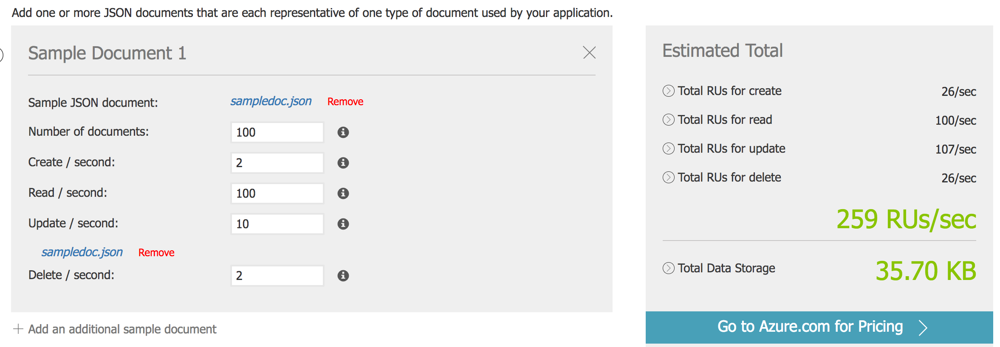 Add one or more JSON documents that are each representative of one type of document used by your application.
Sample Document 1
Sample JSON document: sampledoc.json Remove
Number of documents: 100
Create / second: 2
Read / second: 100
Update / second: 10
sampledoc.json Remove
Delete / second: 2
Add an additional sample document
Estimated Total
Total RUs for create 26/sec
Total RUs for read 100/sec
Total RUs for update 107/sec
Total RUs for delete 26/sec
259 RUs/sec
Total Data Storage 35.70 KB
Go to Azure.com for Pricing